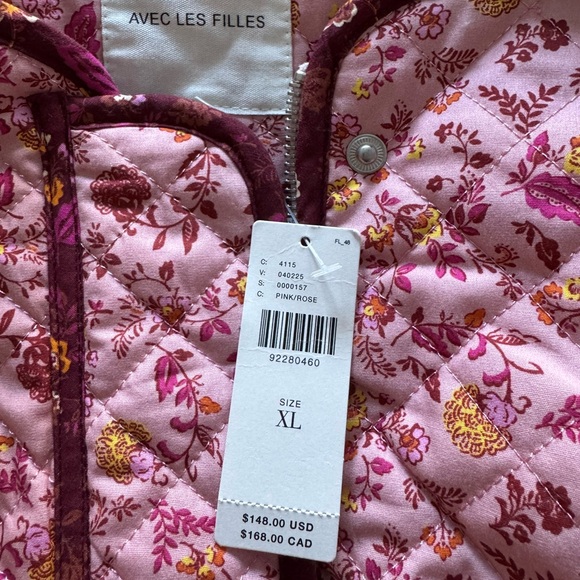 AVEC LES FILLES
FL_48
C: 4115
V: 040225
S: 0000157
C: PINK/ROSE
92280460
SIZE
XL
$148.00 USD
$168.00 CAD